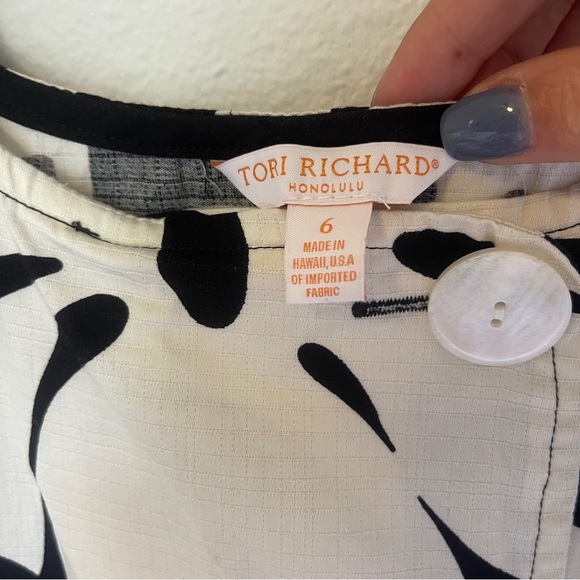 TORI RICHARD®
HONOLULU
6
MADE IN
HAWAII, U.S.A
OF IMPORTED
FABRIC